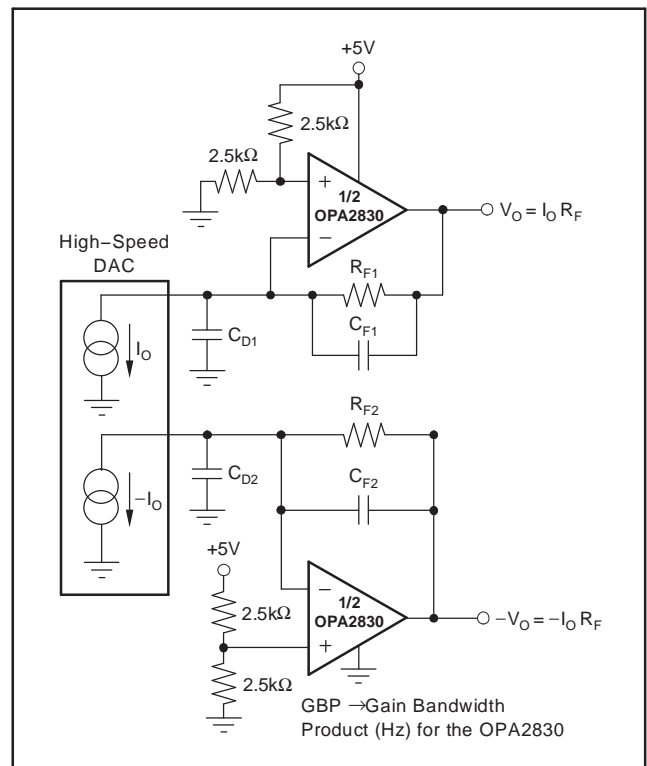 +5V
2.5kΩ
2.5kΩ
+
1/2
OPA2830
−
V_O = I_O R_F
High−Speed
DAC
R_F1
C_F1
C_D1
I_O
R_F2
C_F2
C_D2
−I_O
+5V
2.5kΩ
2.5kΩ
−
1/2
OPA2830
+
−V_O = −I_O R_F
GBP → Gain Bandwidth
Product (Hz) for the OPA2830